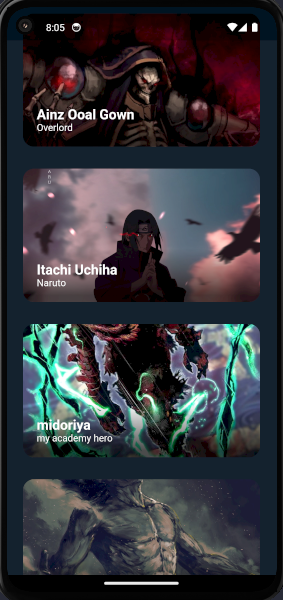 8:05
Ainz Ooal Gown
Overlord
Itachi Uchiha
Naruto
midoriya
my academy hero